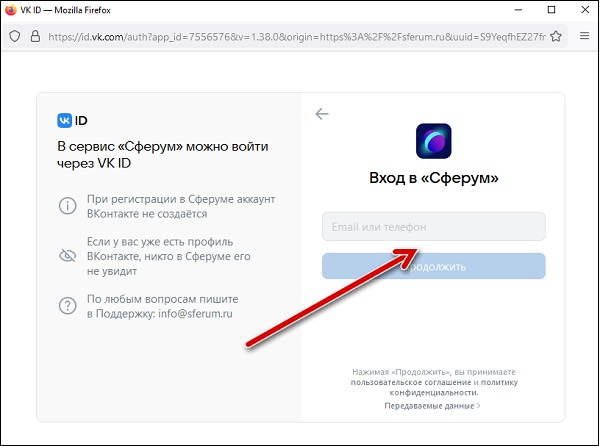 VK ID — Mozilla Firefox
https://id.vk.com/auth?app_id=7556576&v=1.38.0&origin=https%3A%2F%2Fsferum.ru&uuid=S9YeqfhEZ27fr
VK ID
В сервис «Сферум» можно войти
через VK ID
При регистрации в Сферуме аккаунт
ВКонтакте не создаётся
Если у вас уже есть профиль
ВКонтакте, никто в Сферуме его
не увидит
По любым вопросам пишите
в Поддержку: info@sferum.ru
Вход в «Сферум»
Email или телефон
Продолжить
Нажимая «Продолжить», вы принимаете
пользовательское соглашение и политику
конфиденциальности.
Передаваемые данные